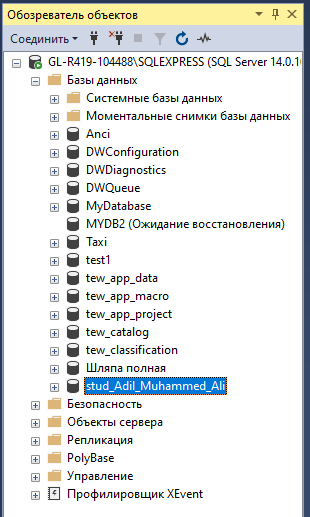 Обозреватель объектов
Соединить
GL-R419-104488\SQLEXPRESS (SQL Server 14.0.10
Базы данных
Системные базы данных
Моментальные снимки базы данных
Anci
DWConfiguration
DWDiagnostics
DWQueue
MyDatabase
MYDB2 (Ожидание восстановления)
Taxi
test1
tew_app_data
tew_app_macro
tew_app_project
tew_catalog
tew_classification
Шляпа полная
stud_Adil_Muhammed_Ali
Безопасность
Объекты сервера
Репликация
PolyBase
Управление
Профилировщик XEvent